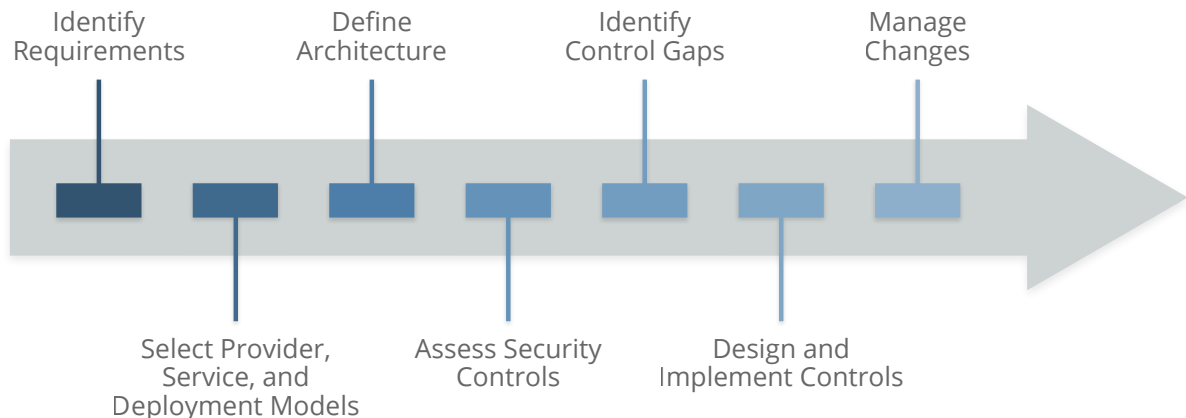 Identify
Requirements
Select Provider,
Service, and
Deployment Models
Define
Architecture
Assess Security
Controls
Identify
Control Gaps
Design and
Implement Controls
Manage
Changes